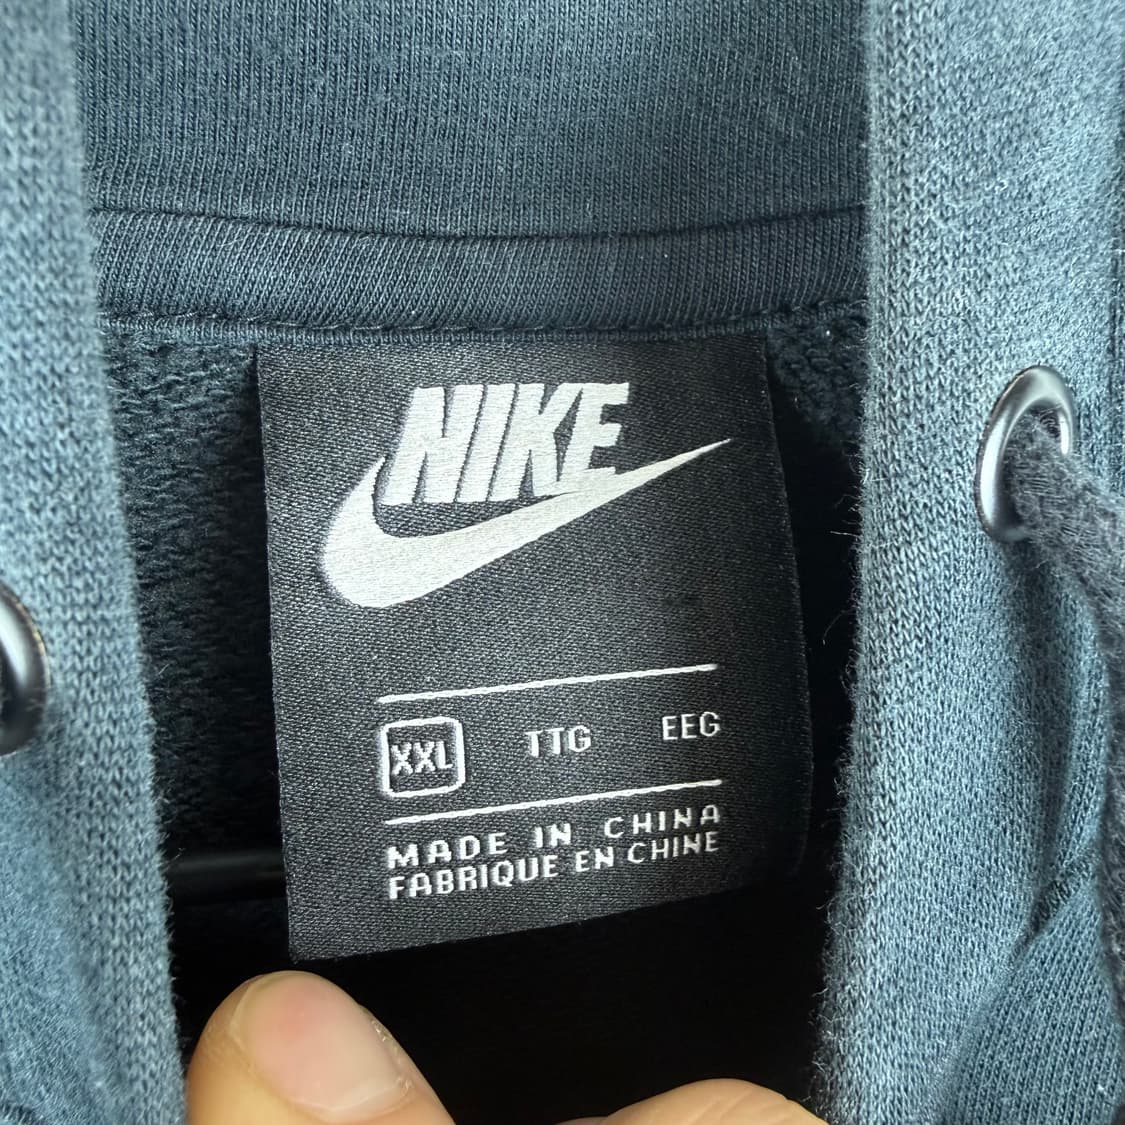 NIKE
XXL TTG EEG
MADE IN CHINA
FABRIQUE EN CHINE